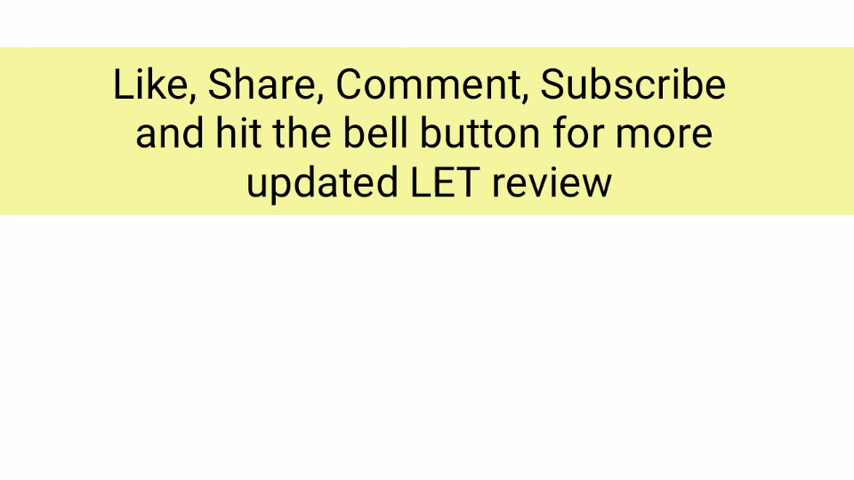 Like, Share, Comment, Subscribe
and hit the bell button for more
updated LET review